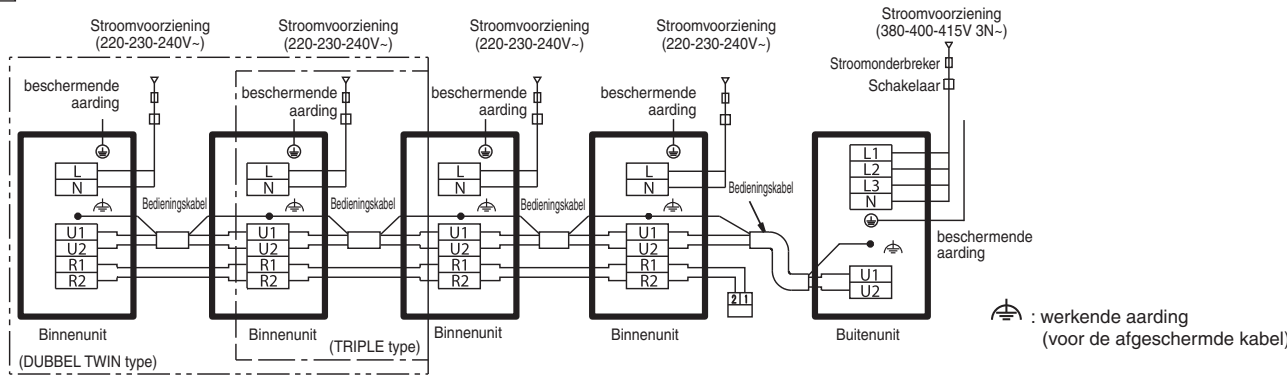 Stroomvoorziening
(220-230-240V~)
Stroomvoorziening
(220-230-240V~)
Stroomvoorziening
(220-230-240V~)
Stroomvoorziening
(220-230-240V~)
Stroomvoorziening
(380-400-415V 3N~)
Stroomonderbreker
Schakelaar
beschermende
aarding
beschermende
aarding
beschermende
aarding
beschermende
aarding
L
N
L
N
L
N
L
N
L1
L2
L3
N
Bedieningskabel
Bedieningskabel
Bedieningskabel
Bedieningskabel
beschermende
aarding
U1
U2
R1
R2
U1
U2
R1
R2
U1
U2
R1
R2
U1
U2
R1
R2
2 1
U1
U2
Binnenunit
Binnenunit
Binnenunit
Binnenunit
Buitenunit
(DUBBEL TWIN type)
(TRIPLE type)
: werkende aarding
(voor de afgeschermde kabel)